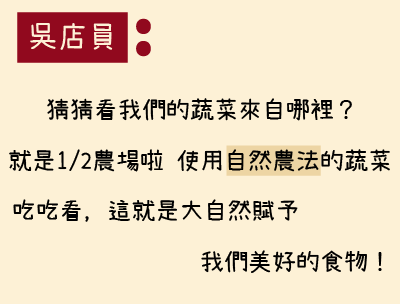 吳店員：
猜猜看我們的蔬菜來自哪裡？
就是1/2農場啦 使用自然農法的蔬菜
吃吃看，這就是大自然賦予
我們美好的食物！